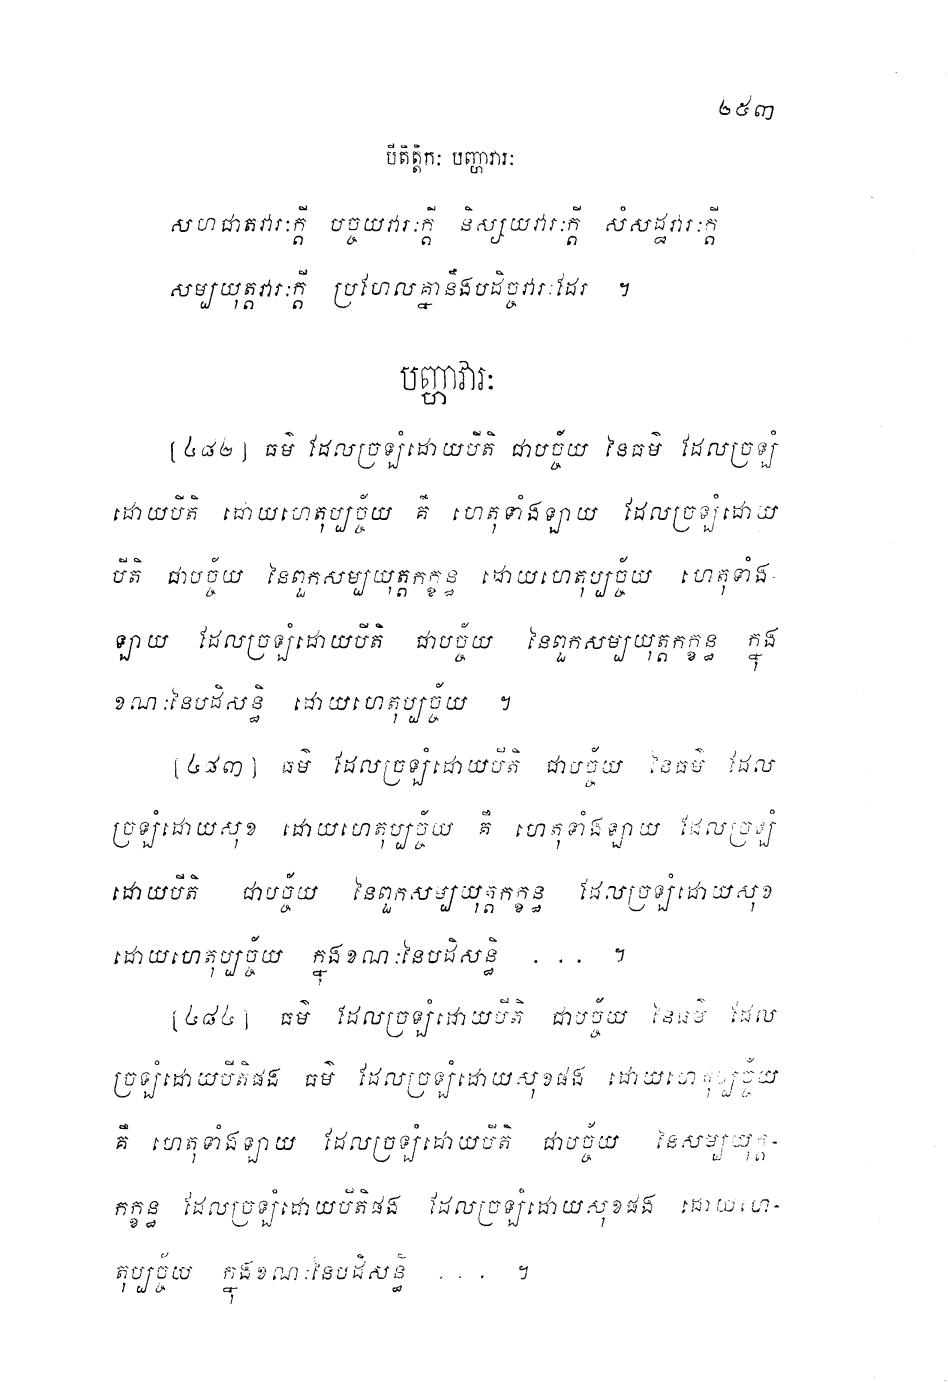 ២៥៣
បីតិត្តិកៈ បញ្ហាវារៈ
សហជាតវារៈក្តី បច្ចយវារៈក្តី និស្សយវារៈក្តី សំសដ្ឋវារៈក្តី
សម្បយុត្តវារៈក្តី ប្រហែលគ្នានឹងបដិច្ចវារៈដែរ ។
បញ្ហាវារៈ
[៤៨២] ធម៌ ដែលច្រឡំដោយបីតិ ជាបច្ច័យ នៃធម៌ ដែលច្រឡំ
ដោយបីតិ ដោយហេតុប្បច្ច័យ គឺ ហេតុទាំងឡាយ ដែលច្រឡំដោយ
បីតិ ជាបច្ច័យ នៃពួកសម្បយុត្តកក្ខន្ធ ដោយហេតុប្បច្ច័យ ហេតុទាំង-
ឡាយ ដែលច្រឡំដោយបីតិ ជាបច្ច័យ នៃពួកសម្បយុត្តកក្ខន្ធ ក្នុង
ខណៈនៃបដិសន្ធិ ដោយហេតុប្បច្ច័យ ។
[៤៨៣] ធម៌ ដែលច្រឡំដោយបីតិ ជាបច្ច័យ នៃធម៌ ដែល
ច្រឡំដោយសុខ ដោយហេតុប្បច្ច័យ គឺ ហេតុទាំងឡាយ ដែលច្រឡំ
ដោយបីតិ ជាបច្ច័យ នៃពួកសម្បយុត្តកក្ខន្ធ ដែលច្រឡំដោយសុខ
ដោយហេតុប្បច្ច័យ ក្នុងខណៈនៃបដិសន្ធិ . . . ។
[៤៨៤] ធម៌ ដែលច្រឡំដោយបីតិ ជាបច្ច័យ នៃធម៌ ដែល
ច្រឡំដោយបីតិផង ធម៌ ដែលច្រឡំដោយសុខផង ដោយហេតុប្បច្ច័យ
គឺ ហេតុទាំងឡាយ ដែលច្រឡំដោយបីតិ ជាបច្ច័យ នៃសម្បយុត្ត-
កក្ខន្ធ ដែលច្រឡំដោយបីតិផង ដែលច្រឡំដោយសុខផង ដោយហេ-
តុប្បច្ច័យ ក្នុងខណៈនៃបដិសន្ធិ . . . ។